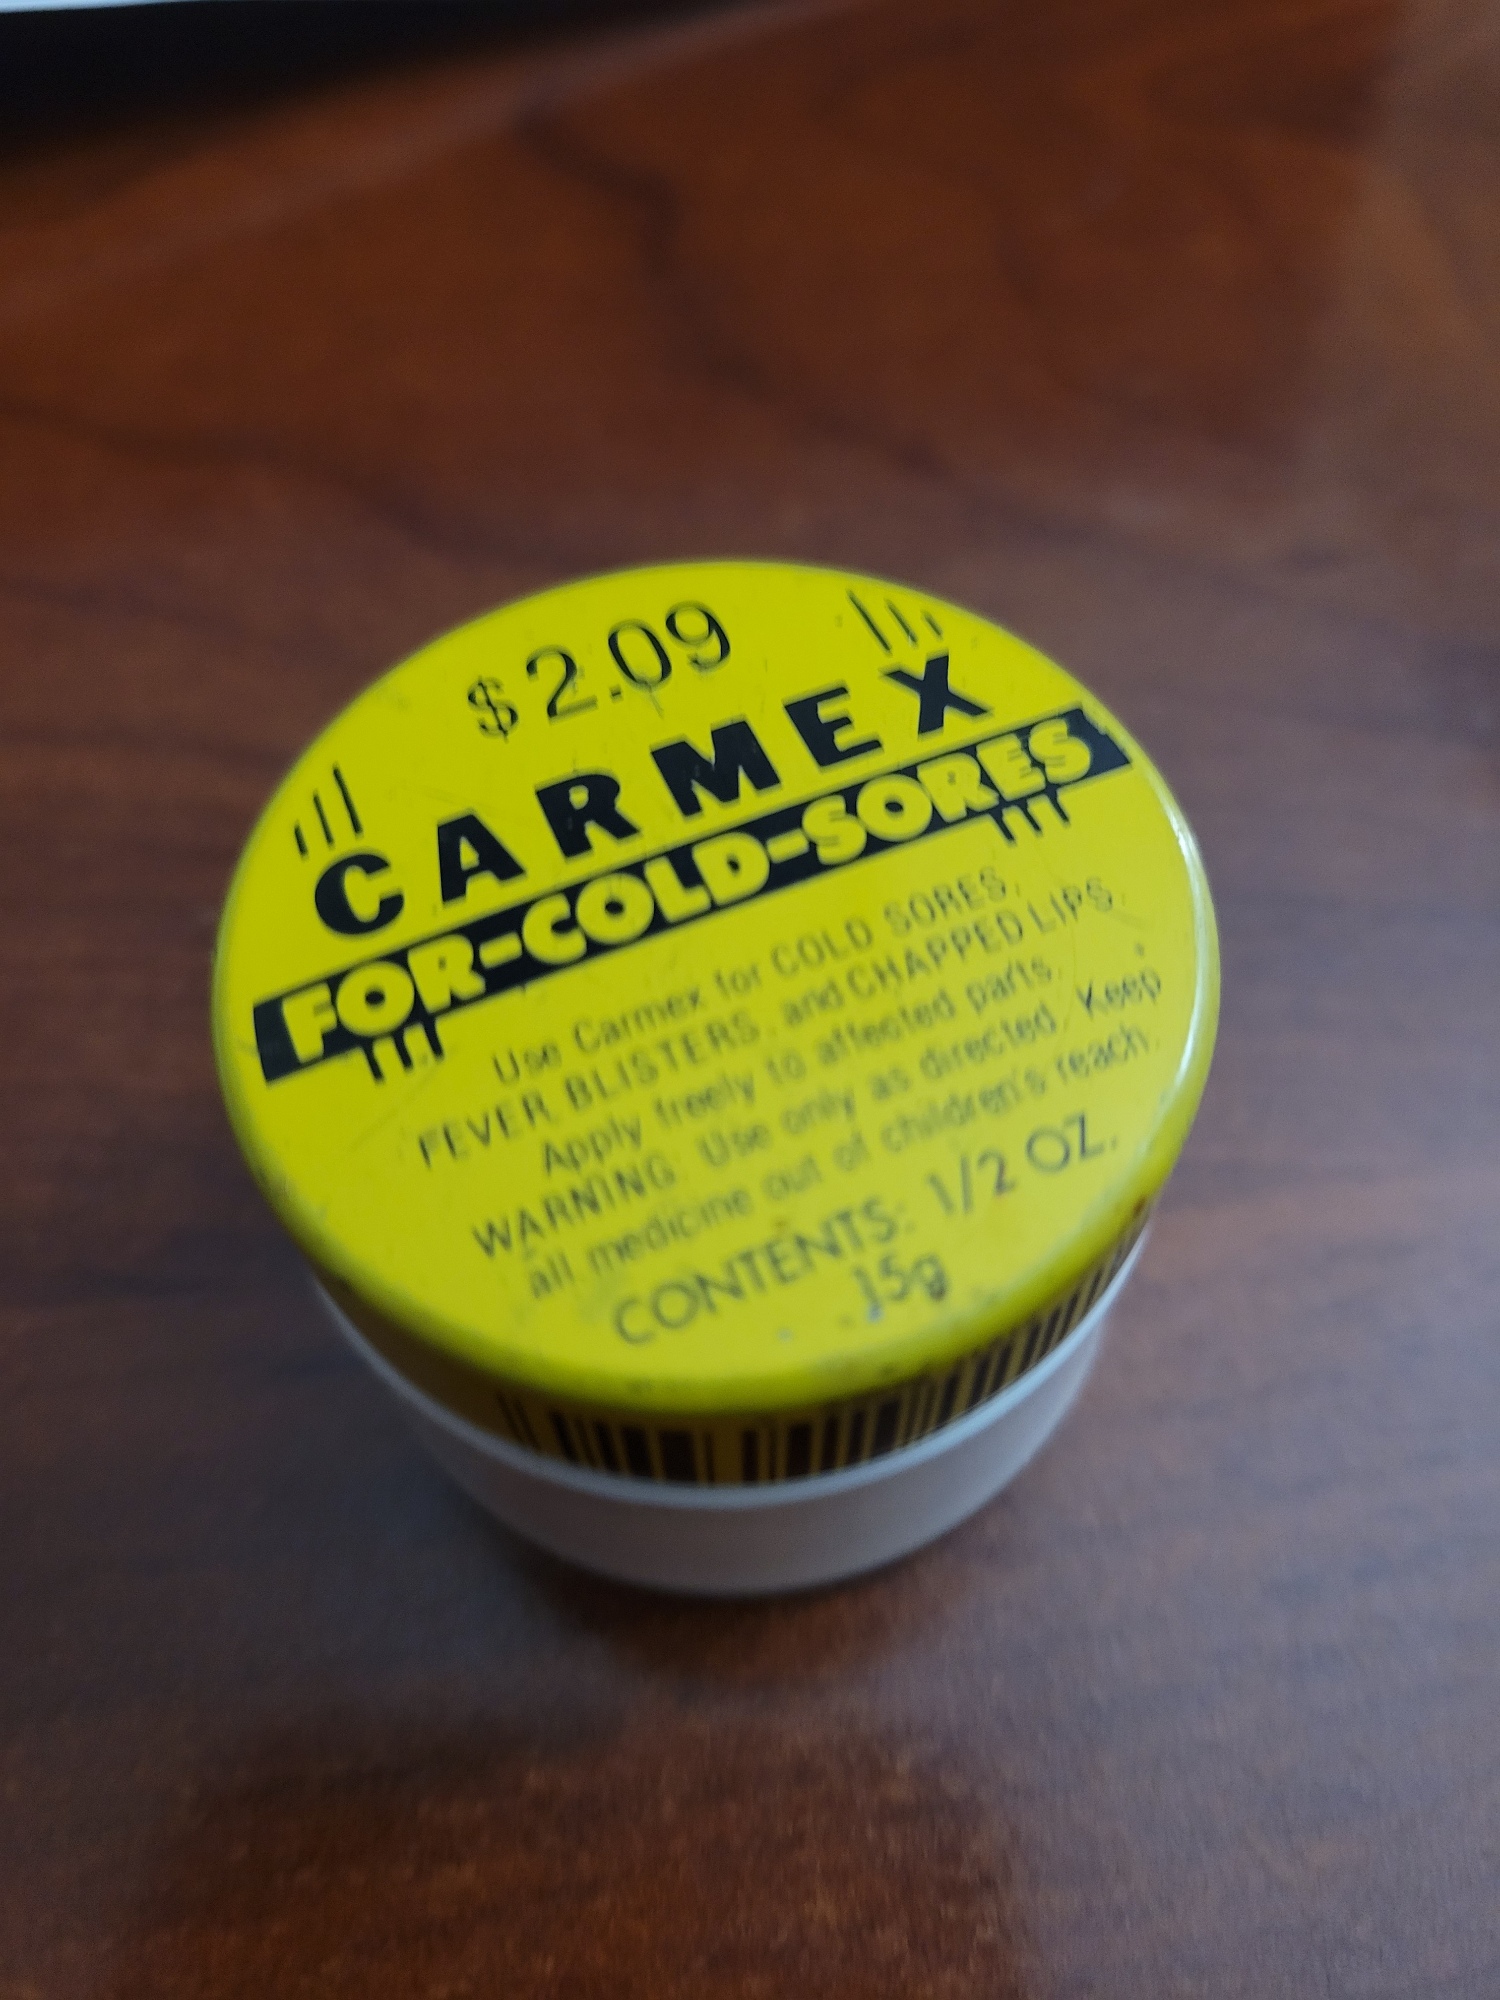 $2.09
CARMEX
FOR-COLD-SORES
Use Carmex for COLD SORES,
FEVER BLISTERS, and CHAPPED LIPS.
Apply freely to affected parts.
WARNING. Use only as directed. Keep
all medicine out of children's reach.
CONTENTS: 1/2 OZ.
15g